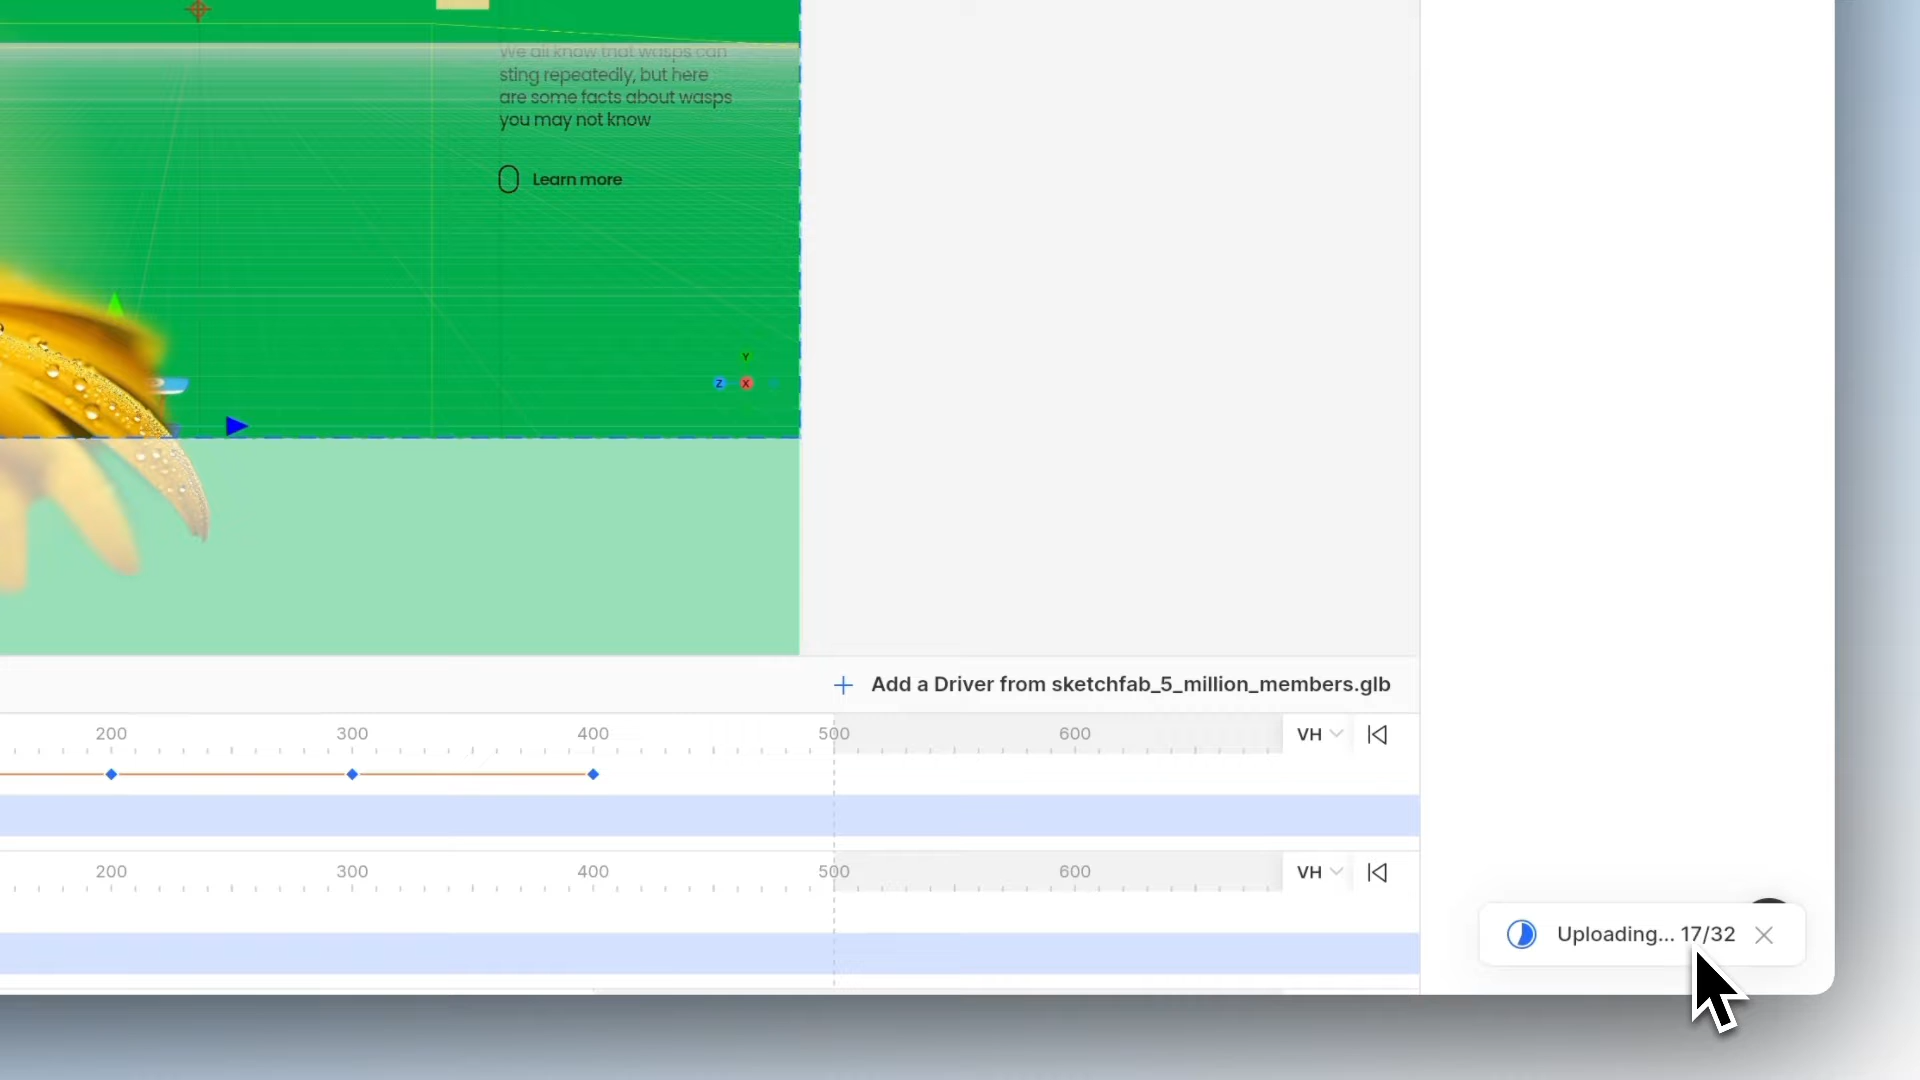 We all know that wasps can
sting repeatedly, but here
are some facts about wasps
you may not know
Learn more
Y
Z
X
Add a Driver from sketchfab_5_million_members.glb
200
300
400
500
600
VH
200
300
400
500
600
VH
Uploading... 17/32